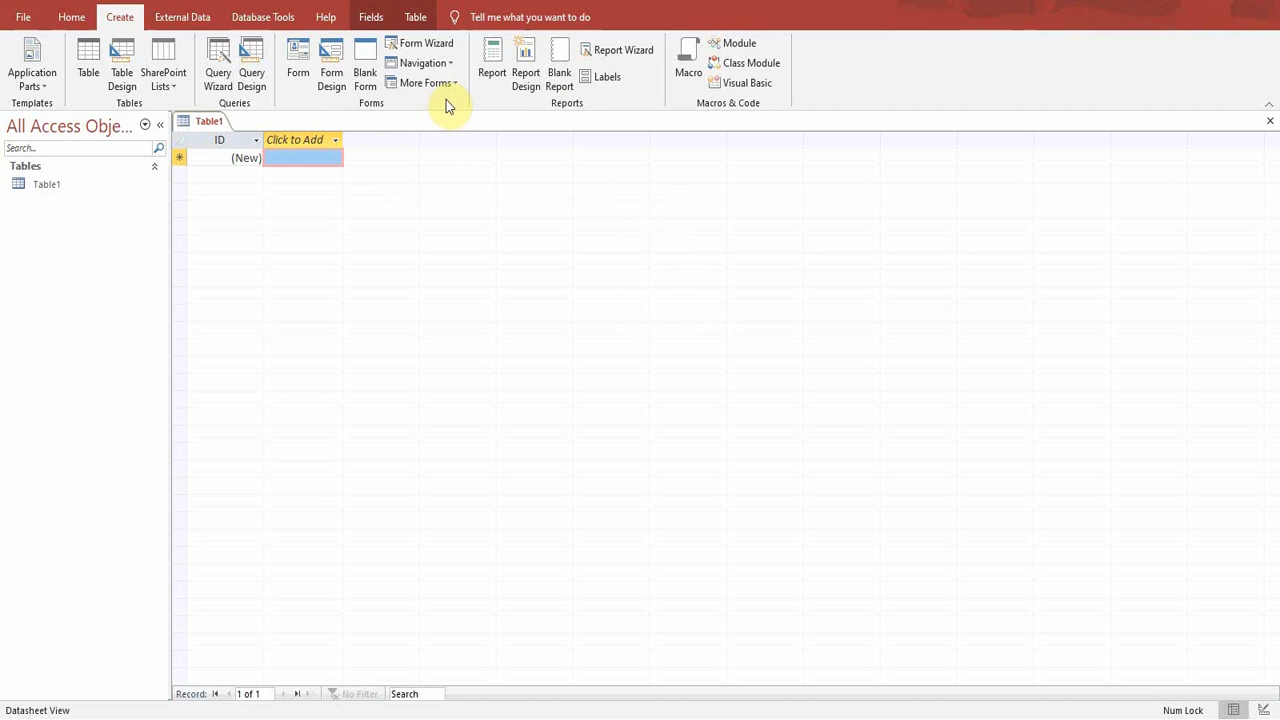 File Home Create External Data Database Tools Help Fields Table Tell me what you want to do
Application Parts
Templates
Table
Table Design
SharePoint Lists
Tables
Query Wizard
Query Design
Queries
Form
Form Design
Blank Form
Form Wizard
Navigation
More Forms
Forms
Report
Report Design
Blank Report
Report Wizard
Labels
Reports
Macro
Module
Class Module
Visual Basic
Macros & Code
All Access Obje...
Search...
Tables
Table1
Table1
ID Click to Add
(New)
Record: 1 of 1 No Filter Search
Datasheet View Num Lock